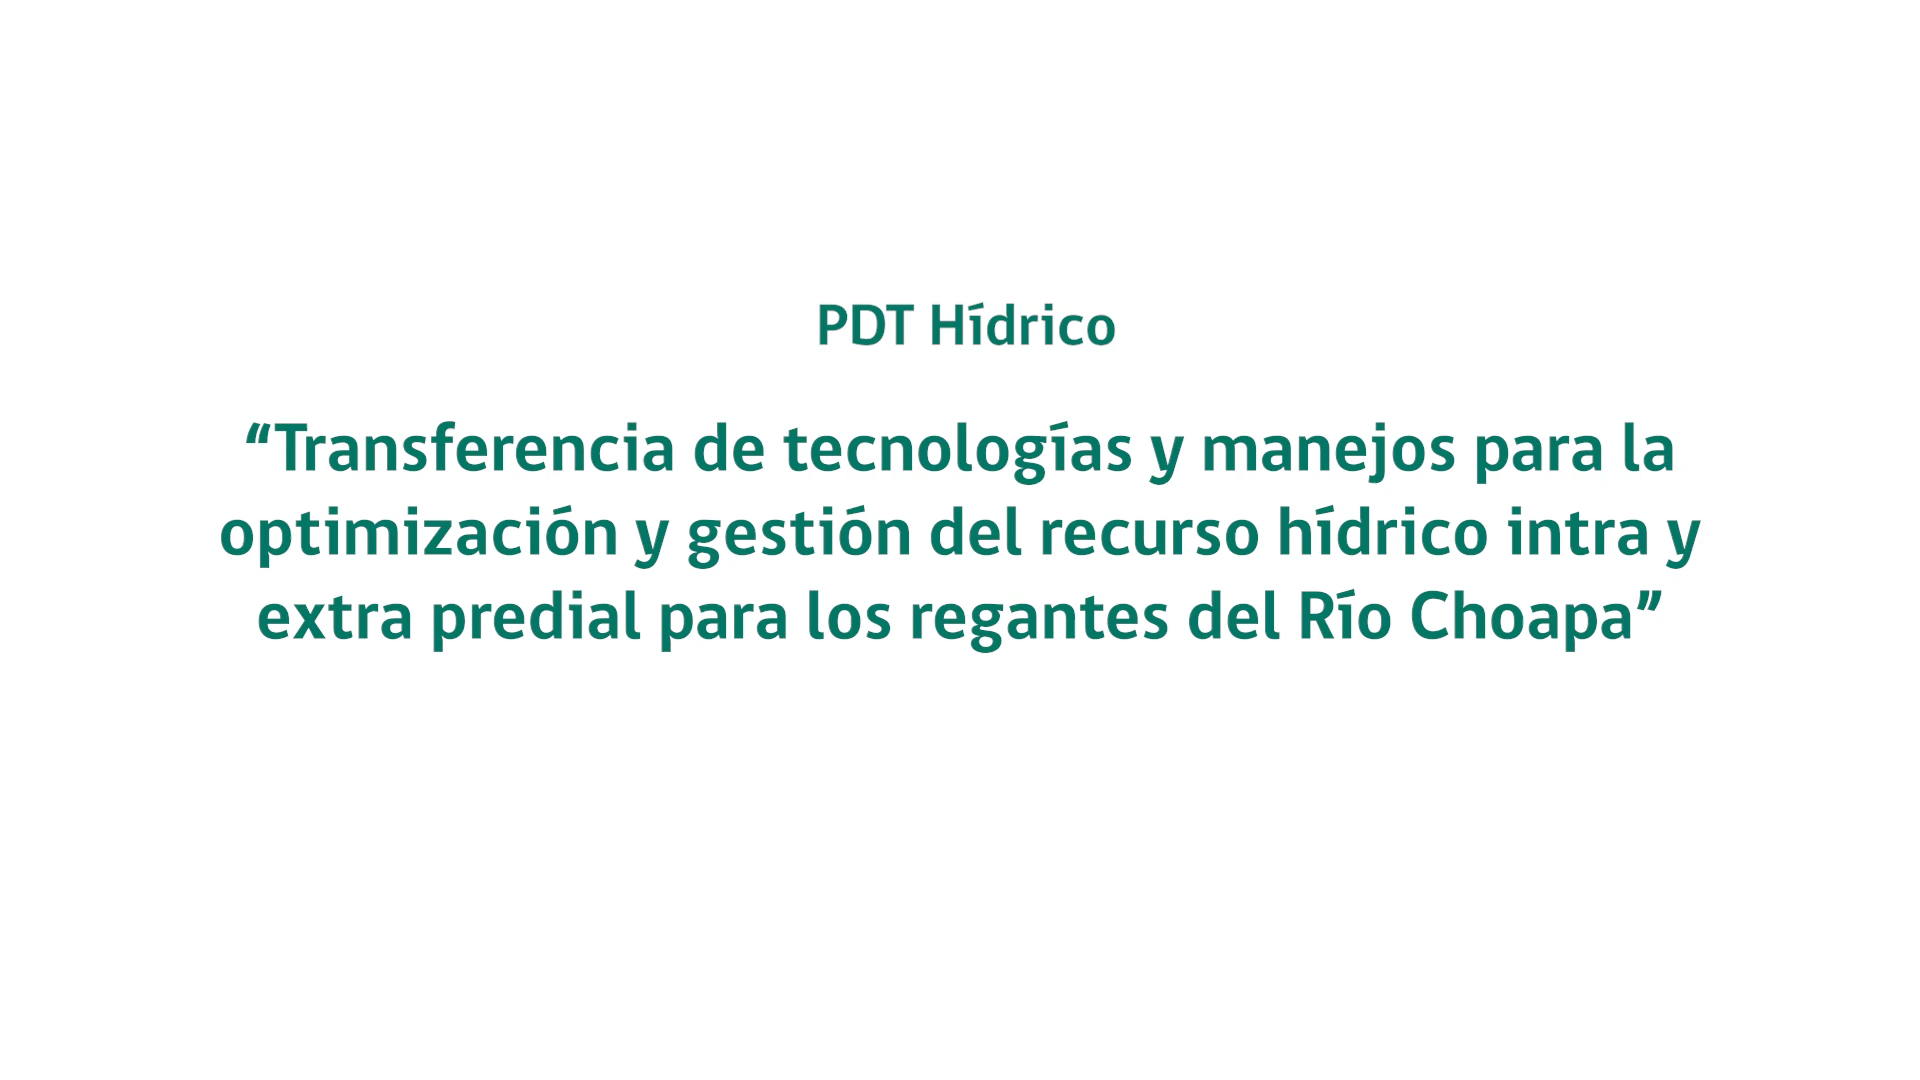 PDT Hídrico
“Transferencia de tecnologías y manejos para la
optimización y gestión del recurso hídrico intra y
extra predial para los regantes del Río Choapa”